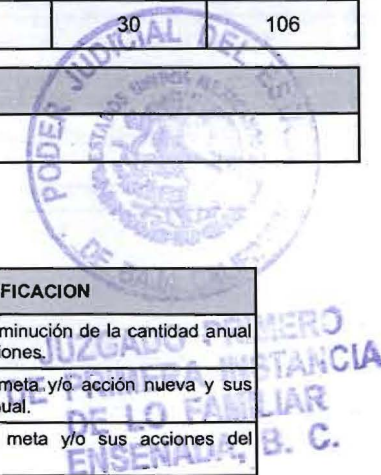 30 106
PODER JUDICIAL DEL
ESTADOS UNIDOS
DE BAJA
FICACION
minución de la cantidad anual
iones.
meta y/o acción nueva y sus
ual.
meta y/o sus acciones del
JUZGADO PRIMERO
DE PRIMERA INSTANCIA
DE LO FAMILIAR
ENSENADA, B. C.